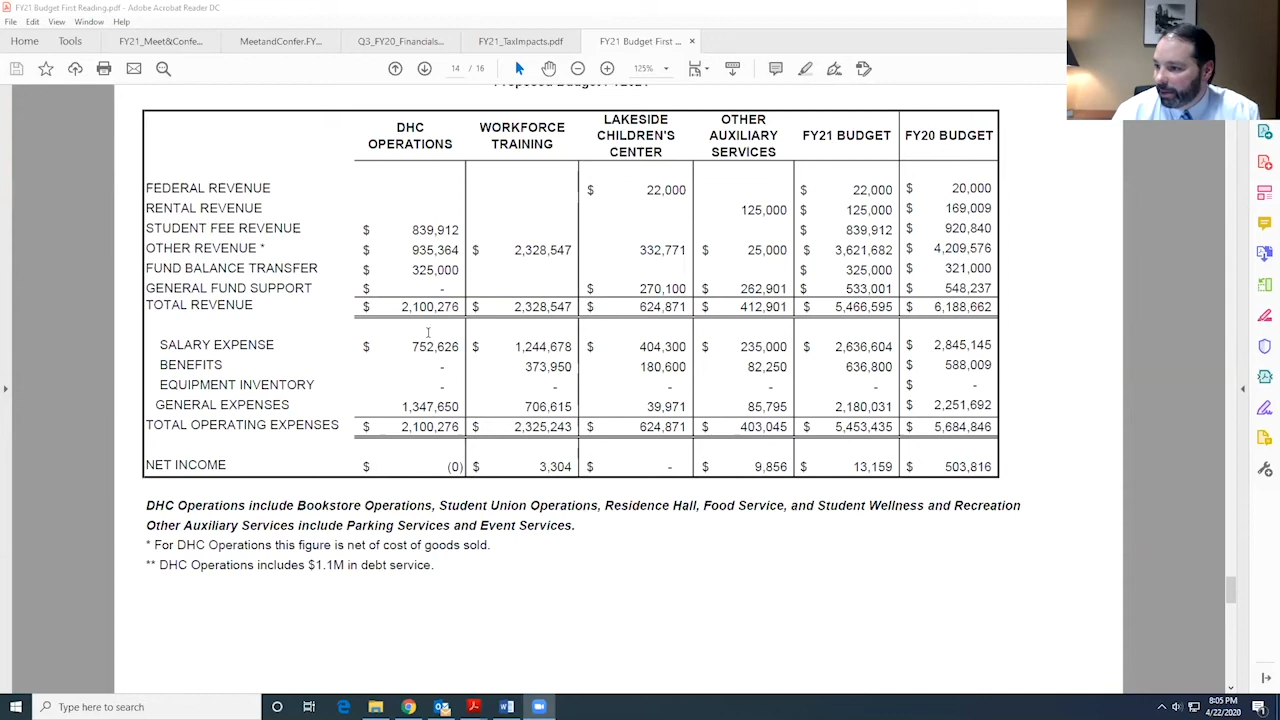 FY21 Budget First Reading.pdf - Adobe Acrobat Reader DC
File Edit View Window Help
Home Tools FY21_Meet&Confe... MeetandConfer.FY... Q3_FY20_Financials... FY21_TaxImpacts.pdf FY21 Budget First ... ×
14 / 16 125%
Proposed Budget FY2021
DHC OPERATIONS WORKFORCE TRAINING LAKESIDE CHILDREN'S CENTER OTHER AUXILIARY SERVICES FY21 BUDGET FY20 BUDGET
FEDERAL REVENUE $ 22,000 $ 22,000 $ 20,000
RENTAL REVENUE 125,000 $ 125,000 $ 169,009
STUDENT FEE REVENUE $ 839,912 $ 839,912 $ 920,840
OTHER REVENUE * $ 935,364 $ 2,328,547 332,771 $ 25,000 $ 3,621,682 $ 4,209,576
FUND BALANCE TRANSFER $ 325,000 $ 325,000 $ 321,000
GENERAL FUND SUPPORT $ - $ 270,100 $ 262,901 $ 533,001 $ 548,237
TOTAL REVENUE $ 2,100,276 $ 2,328,547 $ 624,871 $ 412,901 $ 5,466,595 $ 6,188,662
SALARY EXPENSE $ 752,626 $ 1,244,678 $ 404,300 $ 235,000 $ 2,636,604 $ 2,845,145
BENEFITS - 373,950 180,600 82,250 636,800 $ 588,009
EQUIPMENT INVENTORY - - - - - $ -
GENERAL EXPENSES 1,347,650 706,615 39,971 85,795 2,180,031 $ 2,251,692
TOTAL OPERATING EXPENSES $ 2,100,276 $ 2,325,243 $ 624,871 $ 403,045 $ 5,453,435 $ 5,684,846
NET INCOME $ (0) $ 3,304 $ - $ 9,856 $ 13,159 $ 503,816
DHC Operations include Bookstore Operations, Student Union Operations, Residence Hall, Food Service, and Student Wellness and Recreation
Other Auxiliary Services include Parking Services and Event Services.
* For DHC Operations this figure is net of cost of goods sold.
** DHC Operations includes $1.1M in debt service.
Type here to search
8:05 PM
4/22/2020